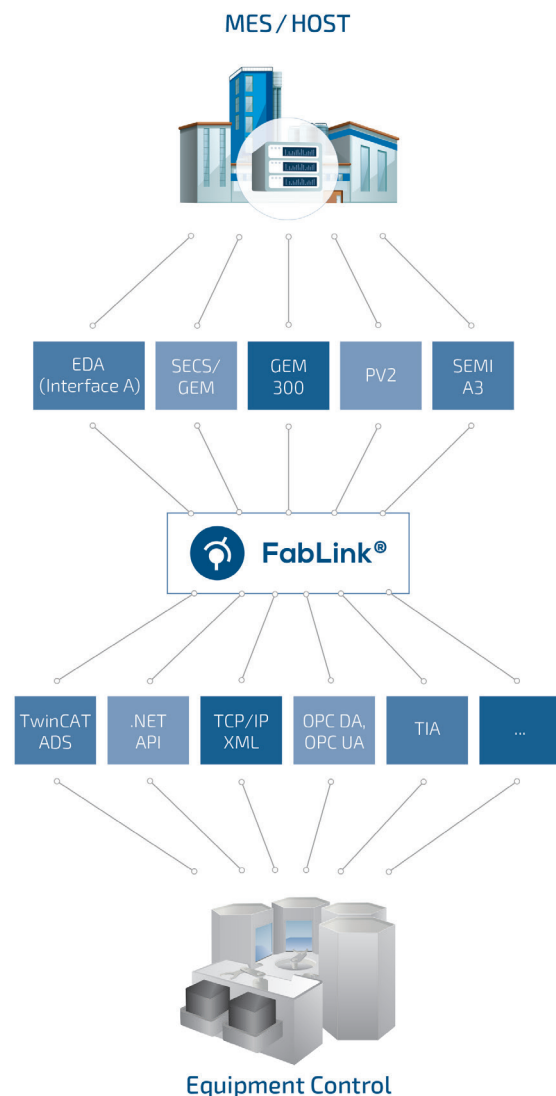 MES / HOST
EDA
(Interface A)
SECS/
GEM
GEM
300
PV2
SEMI
A3
FabLink®
TwinCAT
ADS
.NET
API
TCP/IP
XML
OPC DA,
OPC UA
TIA
...
Equipment Control